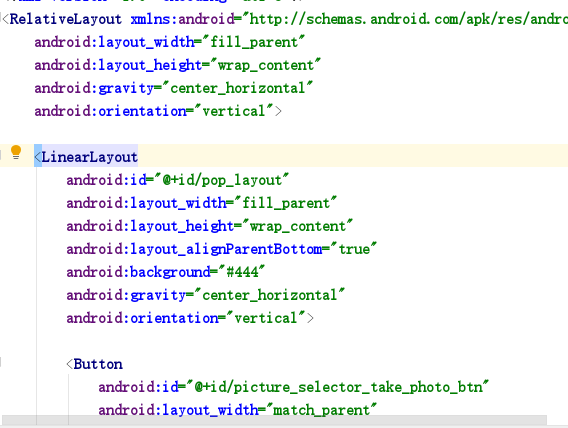 <RelativeLayout xmlns:android="http://schemas.android.com/apk/res/andro
android:layout_width="fill_parent"
android:layout_height="wrap_content"
android:gravity="center_horizontal"
android:orientation="vertical">
<LinearLayout
android:id="@+id/pop_layout"
android:layout_width="fill_parent"
android:layout_height="wrap_content"
android:layout_alignParentBottom="true"
android:background="#444"
android:gravity="center_horizontal"
android:orientation="vertical">
<Button
android:id="@+id/picture_selector_take_photo_btn"
android:layout_width="match_parent"